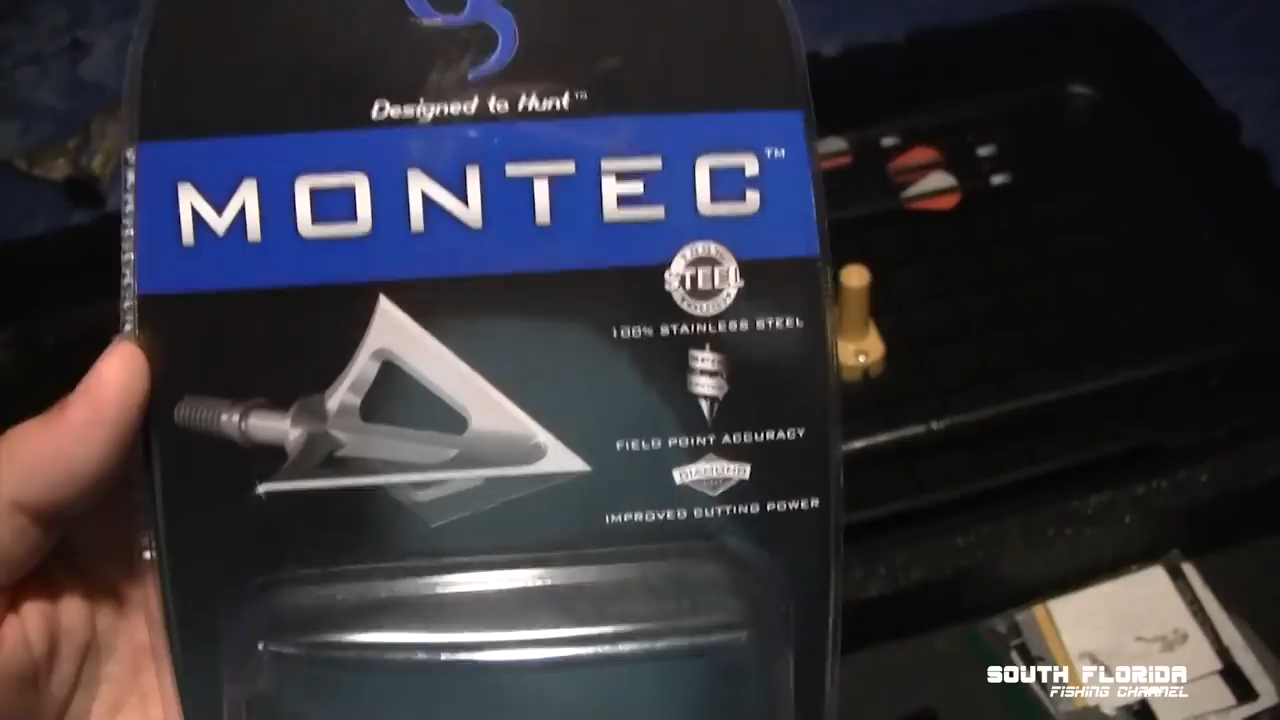 Designed to Hunt™
MONTEC™
STEEL
100% STAINLESS STEEL
FIELD POINT ACCURACY
DIAMOND
IMPROVED CUTTING POWER
SOUTH FLORIDA
FISHING CHANNEL